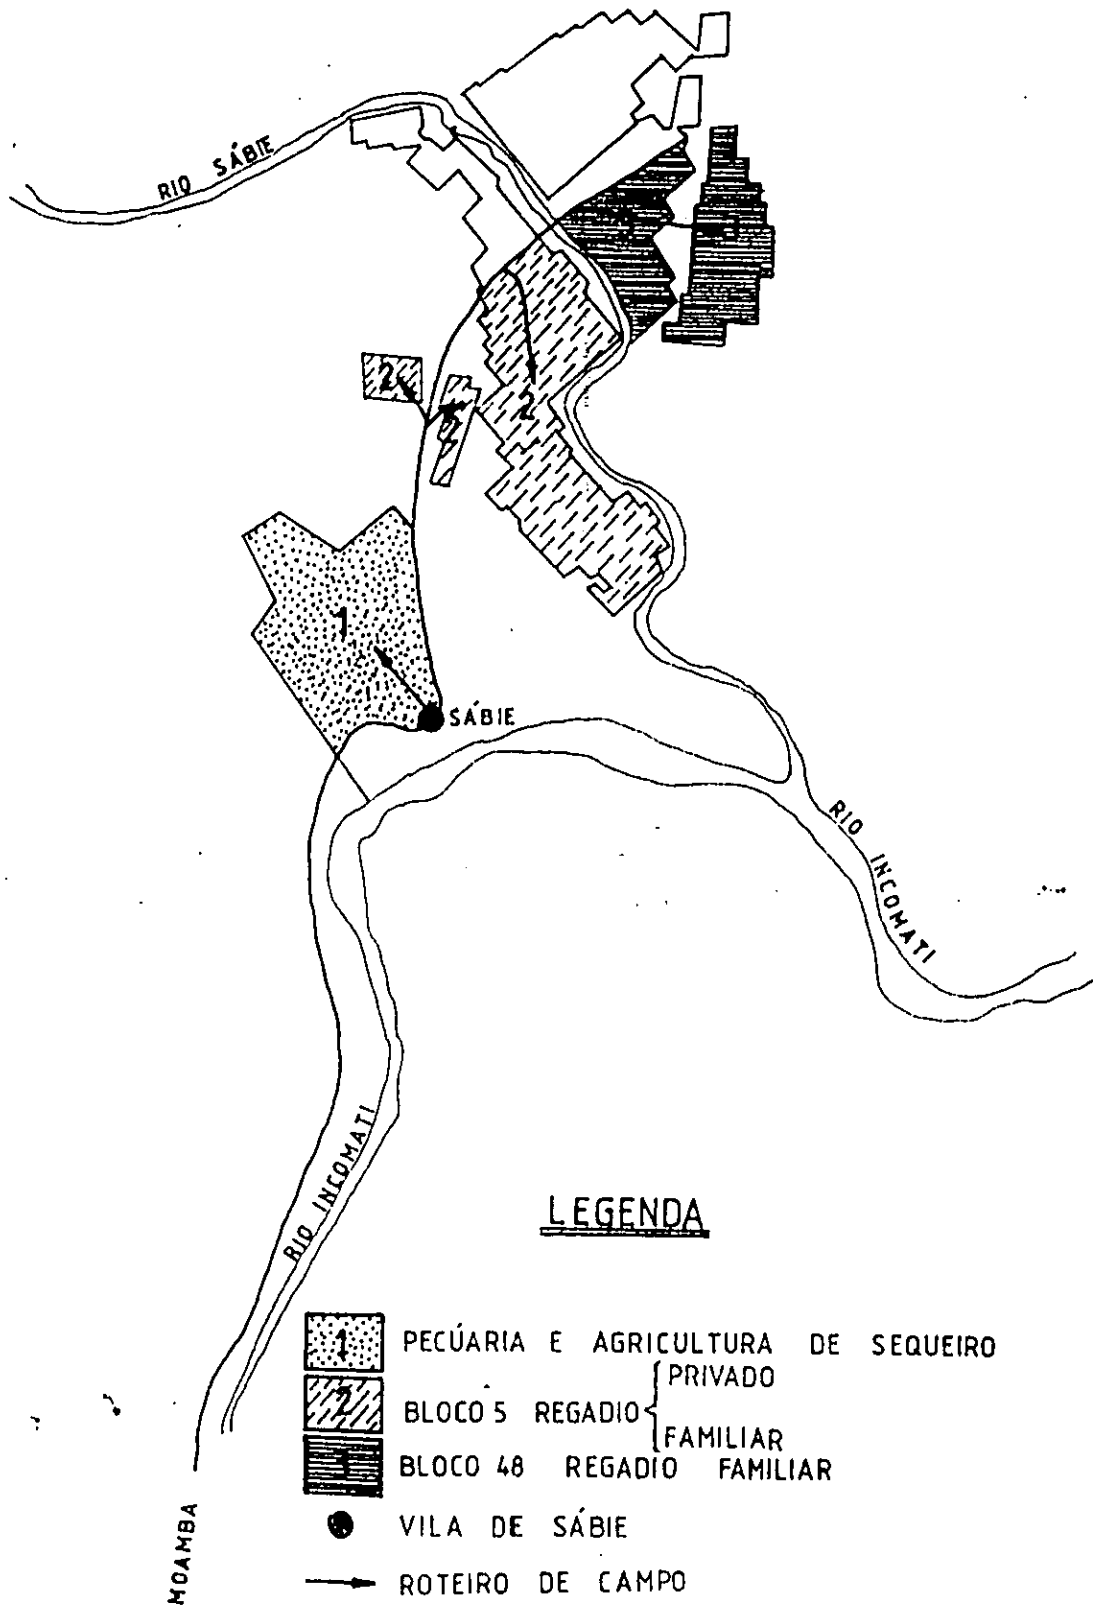 RIO SÁBIE
2
2
1
SÁBIE
RIO INCOMATI
RIO INCOMATI
MOAMBA
LEGENDA
1 PECÚARIA E AGRICULTURA DE SEQUEIRO
2 BLOCO 5 REGADIO { PRIVADO
FAMILIAR
BLOCO 48 REGADIO FAMILIAR
VILA DE SÁBIE
ROTEIRO DE CAMPO